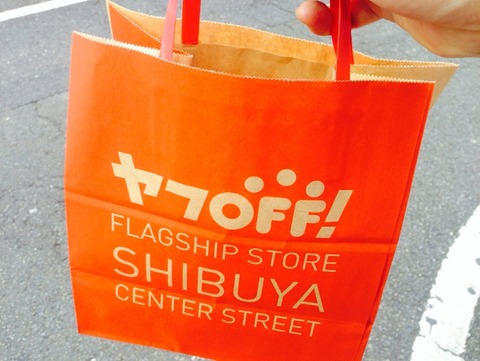 ヤフOFF!
FLAGSHIP STORE
SHIBUYA
CENTER STREET